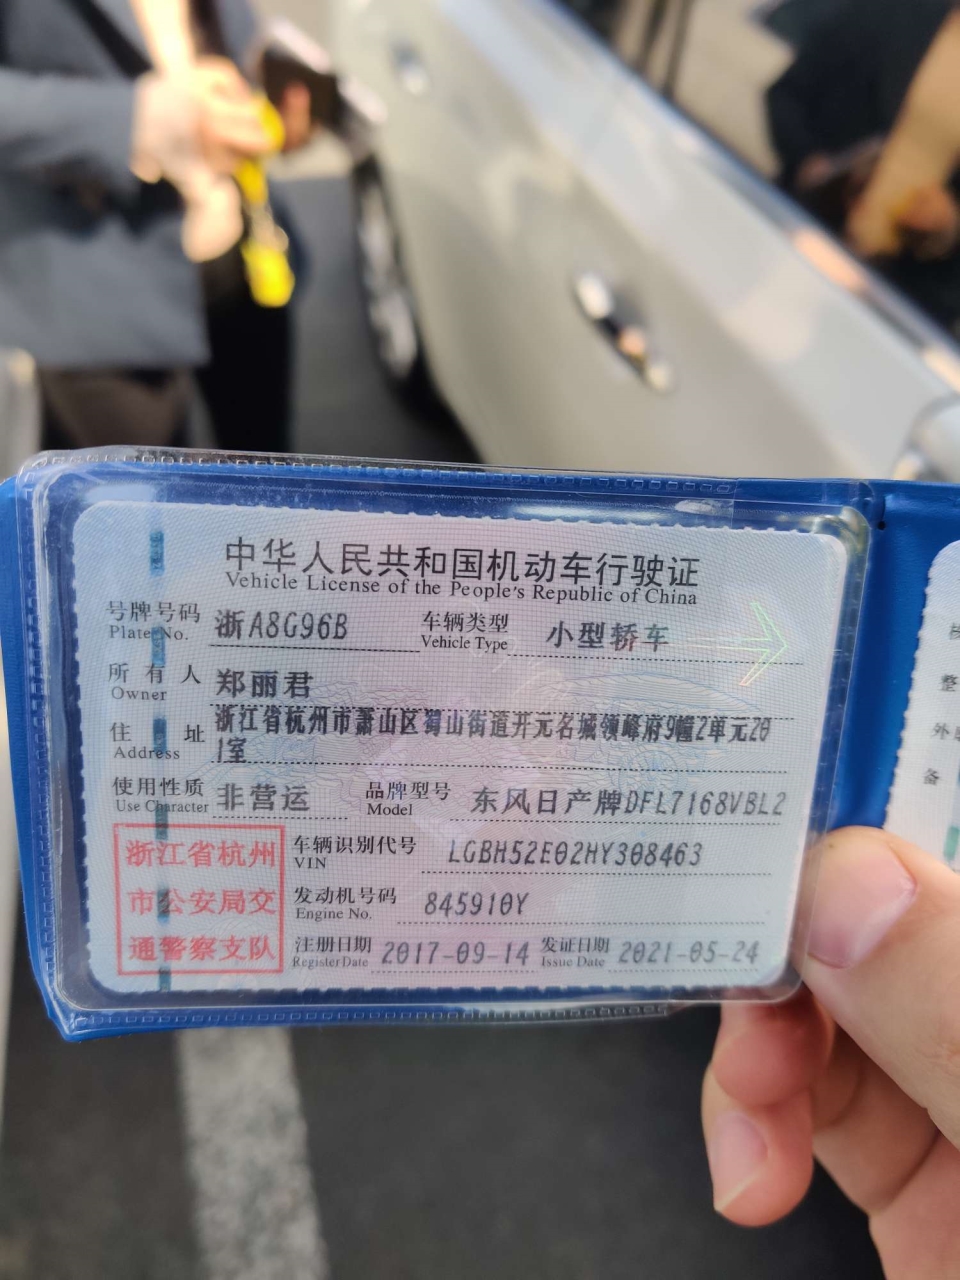 中华人民共和国机动车行驶证
Vehicle License of the People's Republic of China
号牌号码 浙A8G96B 车辆类型 小型轿车
Plate No. Vehicle Type
所有人 郑丽君
Owner
住址 浙江省杭州市萧山区蜀山街道开元名城领峰府9幢2单元20
Address 1室
使用性质 非营运 品牌型号 东风日产牌DFL7168VBL2
Use Character Model
浙江省杭州 车辆识别代号 LGBH52E02HY308463
VIN
市公安局交 发动机号码 845910Y
Engine No.
通警察支队 注册日期 2017-09-14 发证日期 2021-05-24
Register Date Issue Date
整
外
备